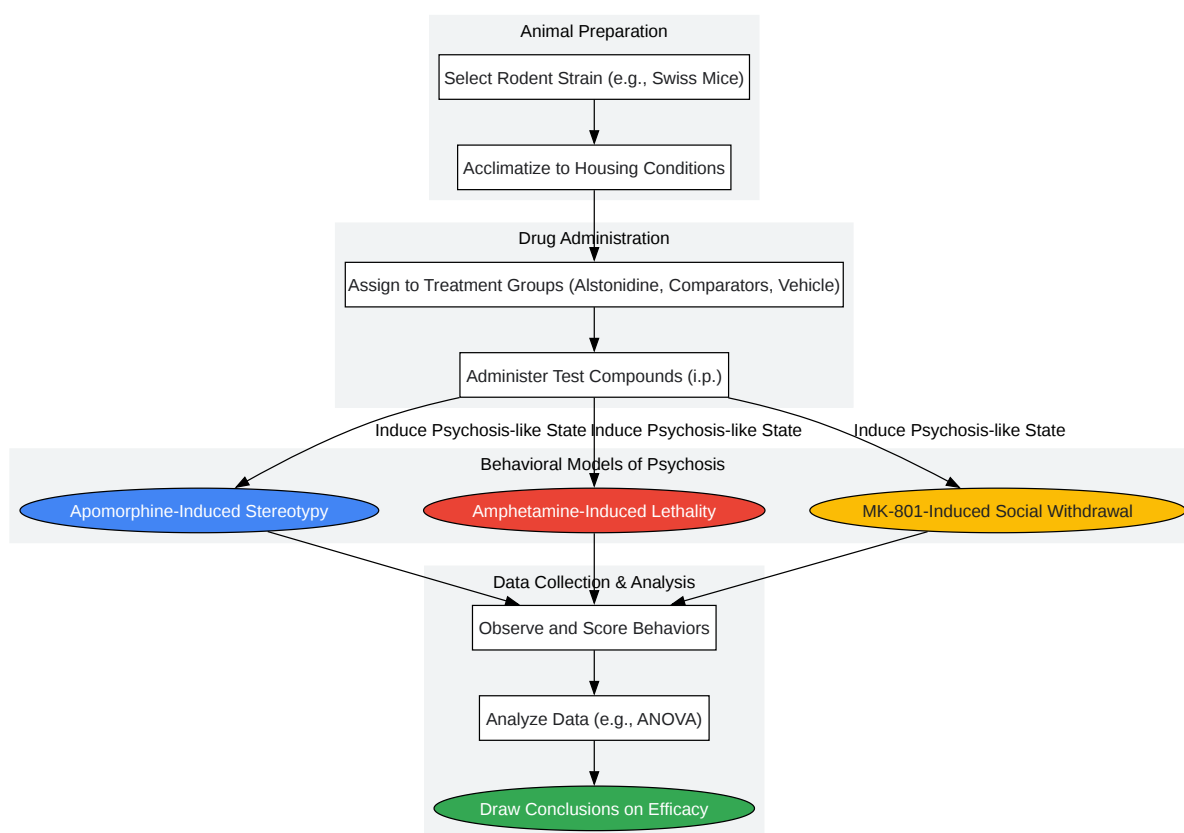 Animal Preparation
Select Rodent Strain (e.g., Swiss Mice)
Acclimatize to Housing Conditions
Drug Administration
Assign to Treatment Groups (Alstonidine, Comparators, Vehicle)
Administer Test Compounds (i.p.)
Induce Psychosis-like State
Induce Psychosis-like State
Induce Psychosis-like State
Behavioral Models of Psychosis
Apomorphine-Induced Stereotypy
Amphetamine-Induced Lethality
MK-801-Induced Social Withdrawal
Data Collection & Analysis
Observe and Score Behaviors
Analyze Data (e.g., ANOVA)
Draw Conclusions on Efficacy